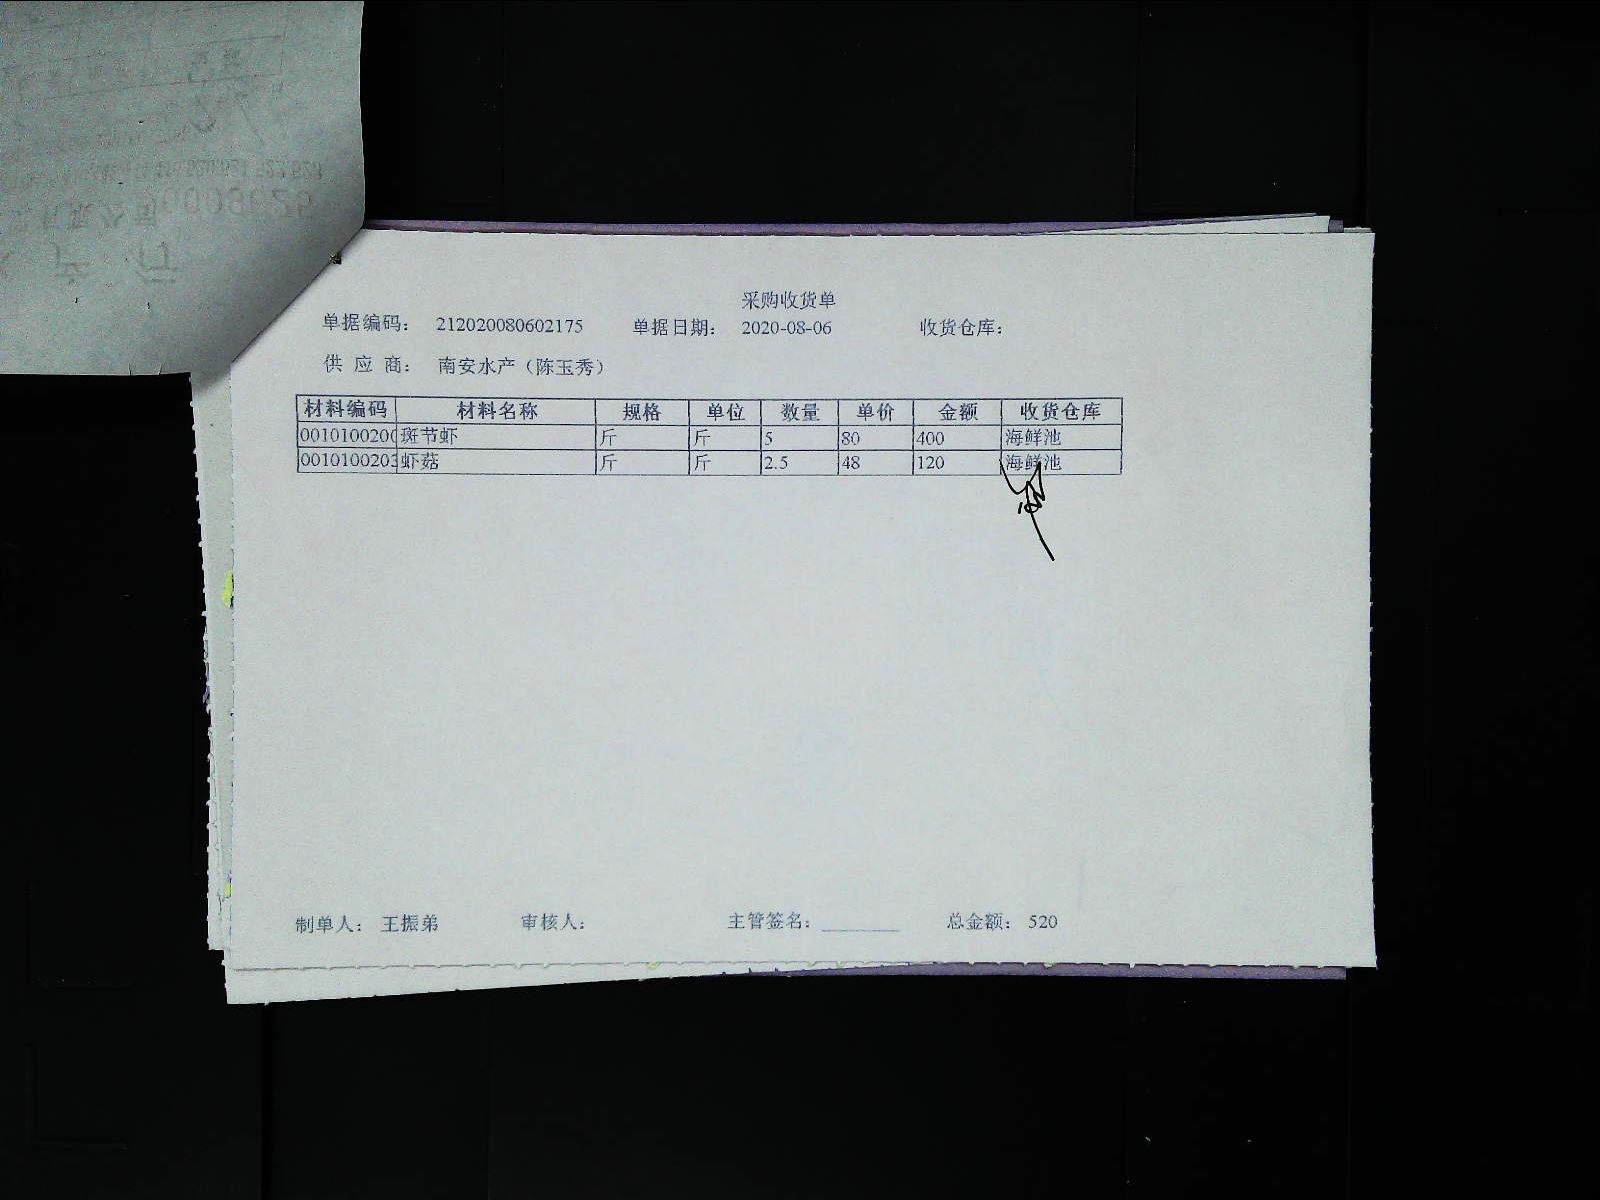 采购收货单
单据编码: 212020080602175 单据日期: 2020-08-06 收货仓库:
供 应 商: 南安水产（陈玉秀）
材料编码 材料名称 规格 单位 数量 单价 金额 收货仓库
0010100200 斑节虾 斤 斤 5 80 400 海鲜池
0010100203 虾菇 斤 斤 2.5 48 120 海鲜池
制单人: 王振弟 审核人: 主管签名: ________ 总金额: 520